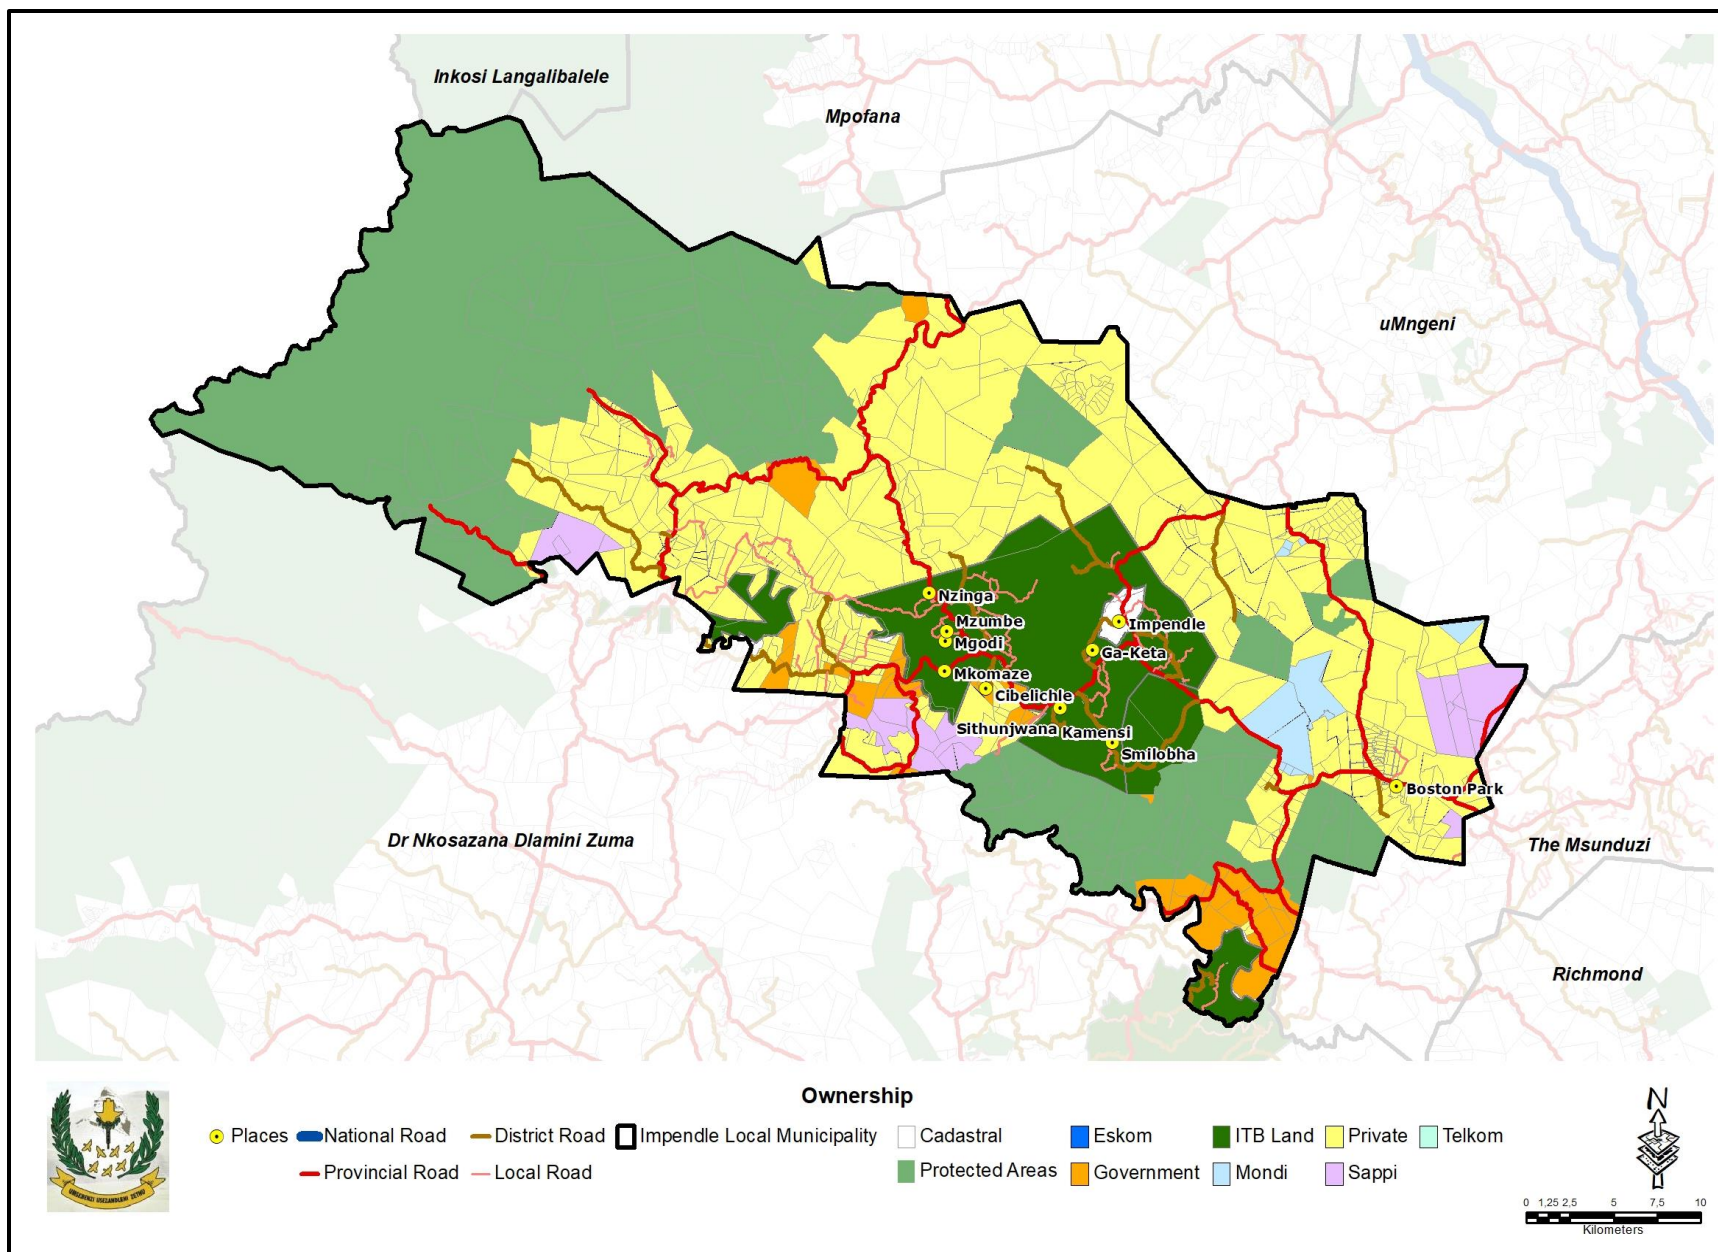 Inkosi Langalibalele
Mpofana
uMngeni
Nzinga
Mzumbe
Impendle
Mgodi
Ga-Keta
Mkomaze
Cibelichle
Sithunjwana
Kamensi
Smilobha
Boston Park
Dr Nkosazana Dlamini Zuma
The Msunduzi
Richmond
Ownership
Places
National Road
District Road
Impendle Local Municipality
Cadastral
Eskom
ITB Land
Private
Telkom
Provincial Road
Local Road
Protected Areas
Government
Mondi
Sappi
N
0 1,25 2,5 5 7,5 10
Kilometers